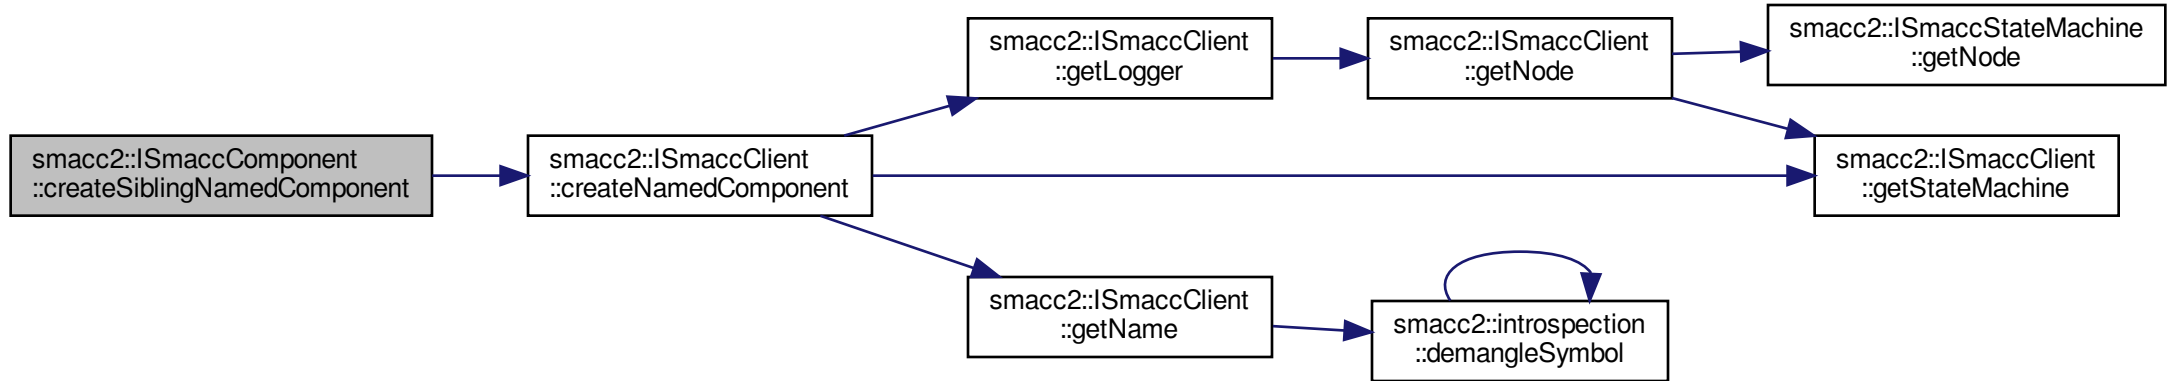 smacc2::ISmaccComponent
::createSiblingNamedComponent
smacc2::ISmaccClient
::createNamedComponent
smacc2::ISmaccClient
::getLogger
smacc2::ISmaccClient
::getNode
smacc2::ISmaccStateMachine
::getNode
smacc2::ISmaccClient
::getStateMachine
smacc2::ISmaccClient
::getName
smacc2::introspection
::demangleSymbol